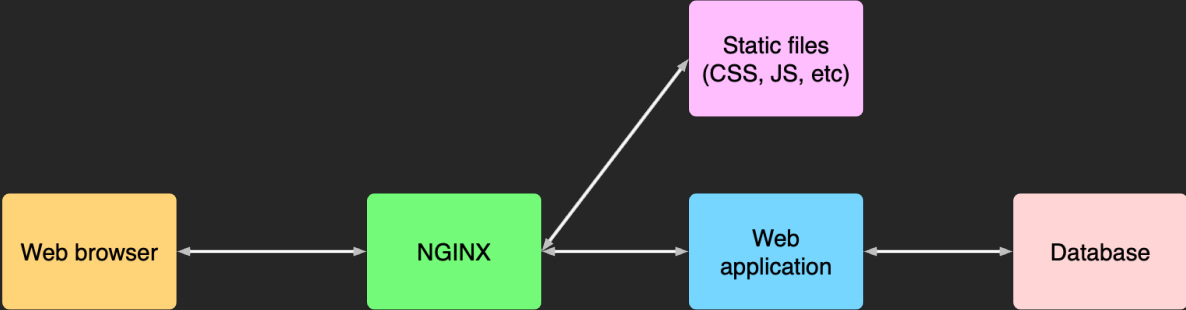 Static files
(CSS, JS, etc)
Web browser
NGINX
Web
application
Database